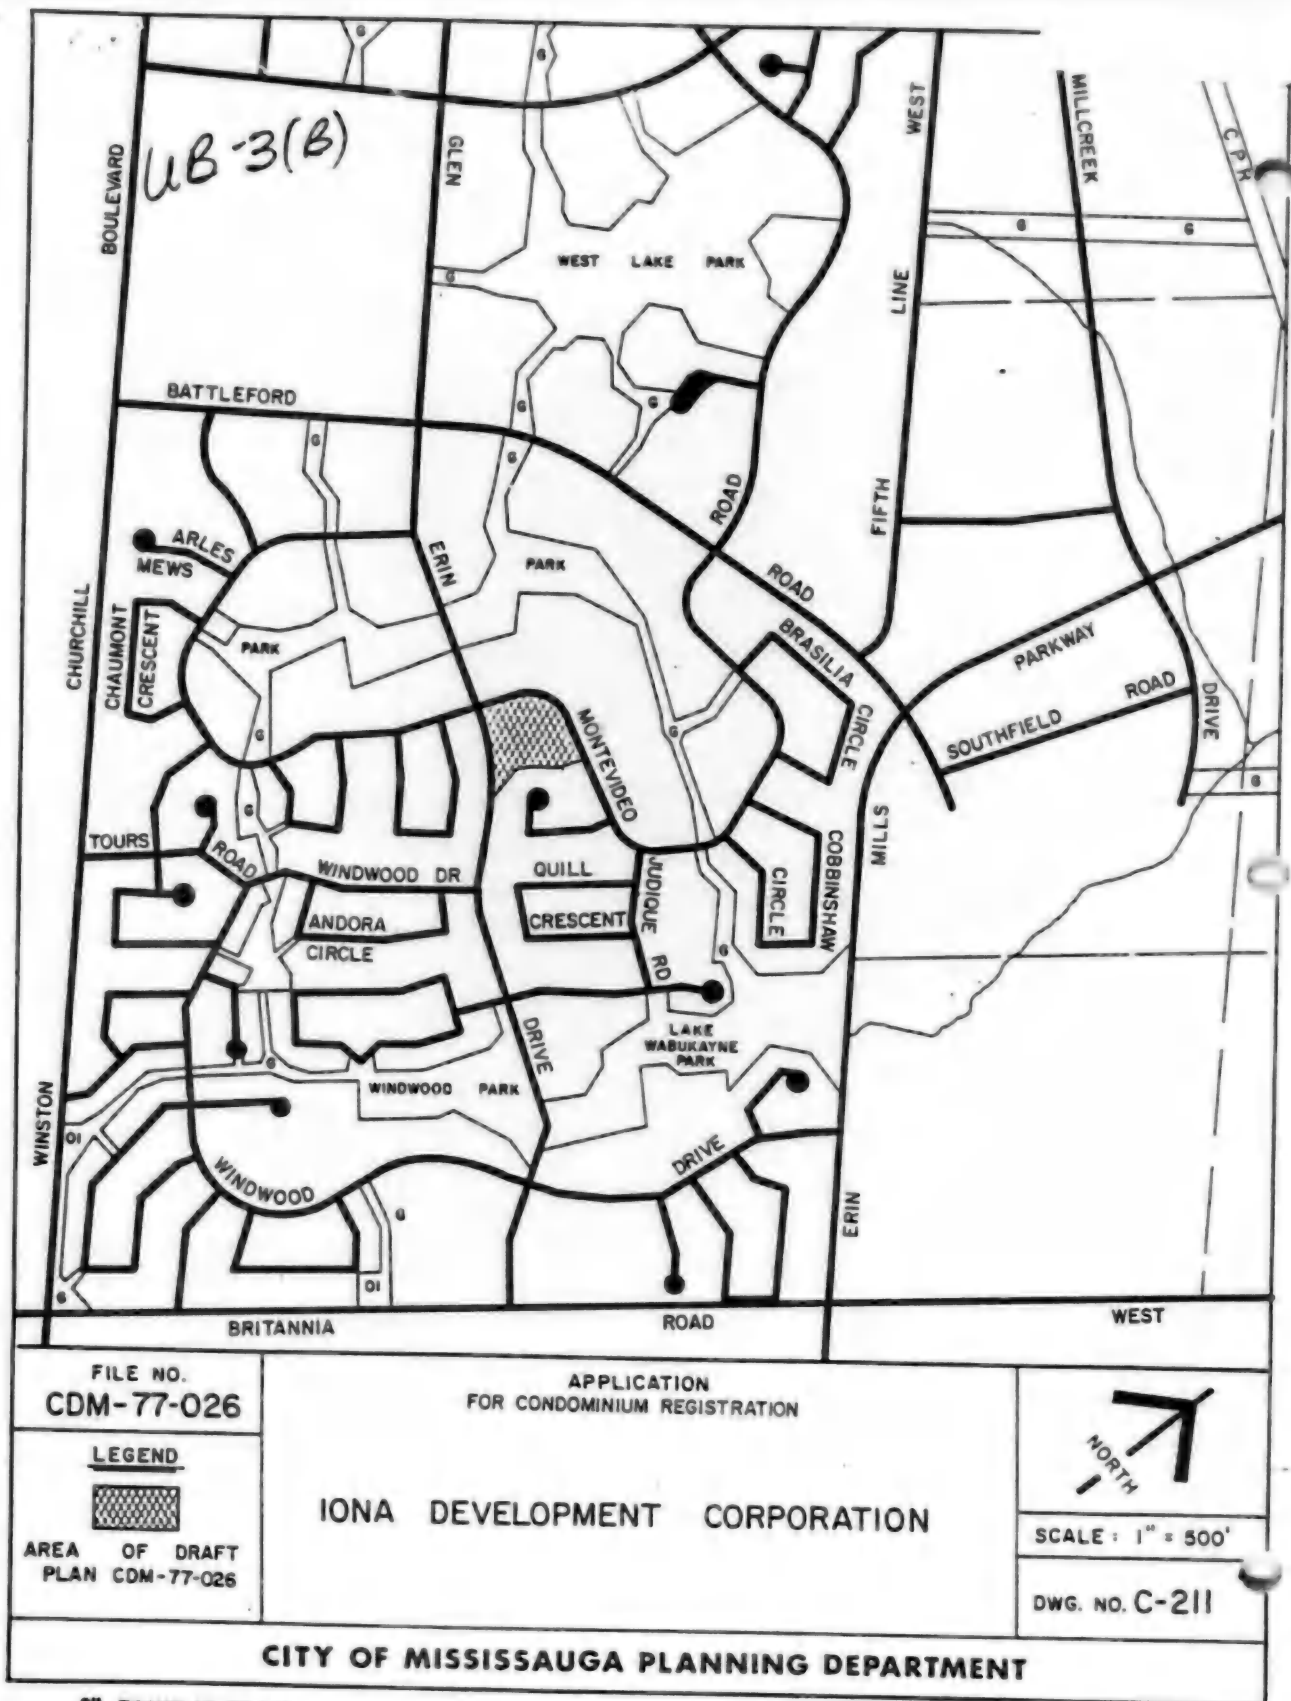 UB-3(B)
BOULEVARD
GLEN
WEST
MILLCREEK
C P R
G
G
G
G
G
WEST LAKE PARK
LINE
BATTLEFORD
G
G
G
G
ROAD
FIFTH
ARLES
MEWS
ERIN
PARK
ROAD
BRASILIA
CIRCLE
PARKWAY
CHURCHILL
CHAUMONT
CRESCENT
PARK
SOUTHFIELD ROAD
DRIVE
MONTEVIDEO
G
G
G
G
TOURS
ROAD
WINDWOOD DR
QUILL
CRESCENT
JUDIQUE
RD
CIRCLE
COBBINSHAW
MILLS
ANDORA
CIRCLE
G
LAKE
WABUKAYNE
PARK
DRIVE
G
WINDWOOD PARK
WINSTON
OI
WINDWOOD
DRIVE
ERIN
G
G
OI
BRITANNIA ROAD WEST
FILE NO.
CDM-77-026
LEGEND
AREA OF DRAFT
PLAN CDM-77-026
APPLICATION
FOR CONDOMINIUM REGISTRATION
IONA DEVELOPMENT CORPORATION
NORTH
SCALE : 1" = 500'
DWG. NO. C-211
CITY OF MISSISSAUGA PLANNING DEPARTMENT